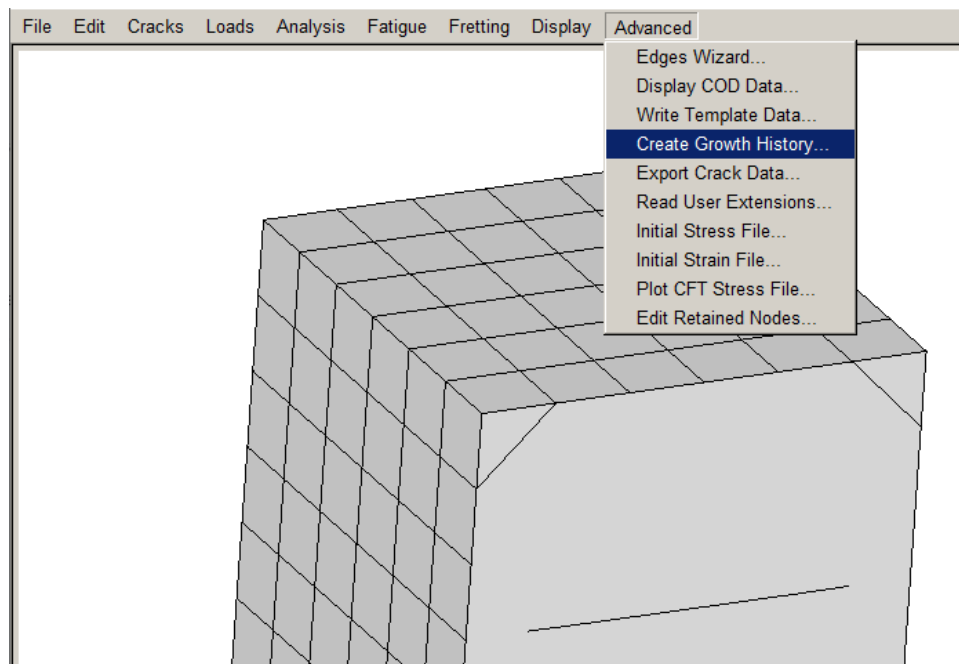 File Edit Cracks Loads Analysis Fatigue Fretting Display Advanced
Edges Wizard...
Display COD Data...
Write Template Data...
Create Growth History...
Export Crack Data...
Read User Extensions...
Initial Stress File...
Initial Strain File...
Plot CFT Stress File...
Edit Retained Nodes...